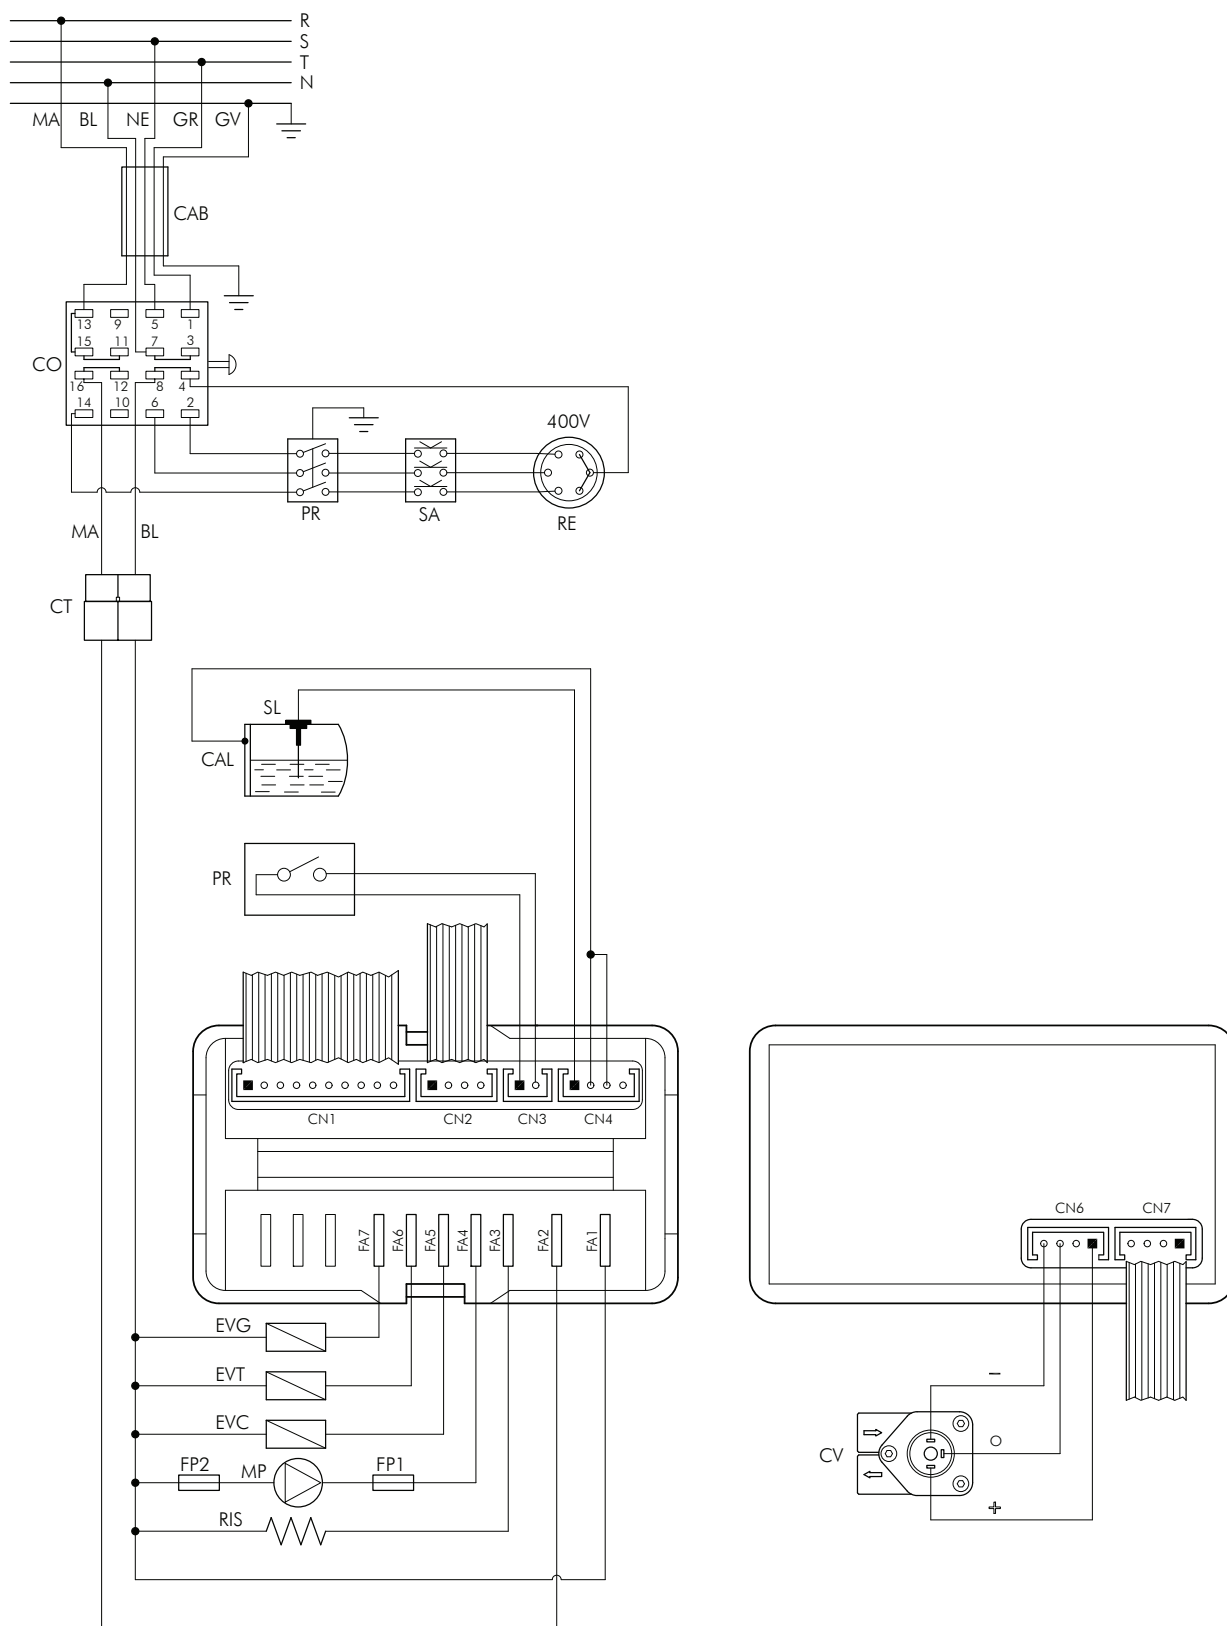 R
S
T
N
MA BL NE GR GV
CAB
13 9 5 1
15 11 7 3
CO
16 12 8 4
14 10 6 2
400V
PR SA RE
MA BL
CT
SL
CAL
PR
CN1 CN2 CN3 CN4
FA7 FA6 FA5 FA4 FA3 FA2 FA1
CN6 CN7
EVG
EVT
EVC
FP2 MP FP1
RIS
−
CV
+